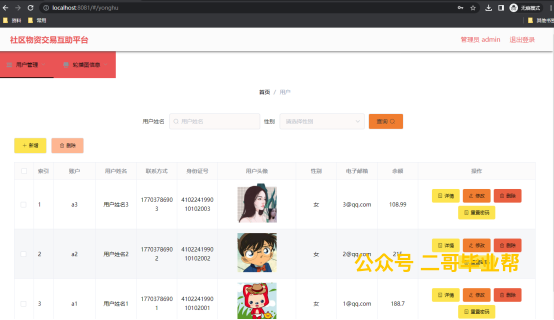 localhost:8081/#/yonghu
无痕模式
资料 常用
其他书签
社区物资交易互助平台
管理员 admin 退出登录
用户管理 轮播图信息
首页 / 用户
用户姓名 用户姓名 性别 请选择性别 查询
+ 新增 删除
索引 账户 用户姓名 联系方式 身份证号 用户头像 性别 电子邮箱 余额 操作
1 a3 用户姓名3 17703786903 410224199010102003 女 3@qq.com 108.99 详情 修改 删除
重置密码
2 a2 用户姓名2 17703786902 410224199010102002 女 2@qq.com 详情 修改 删除
公众号 二哥毕业帮
3 a1 用户姓名1 17703786901 410224199010102001 女 1@qq.com 188.7 详情 修改 删除
重置密码